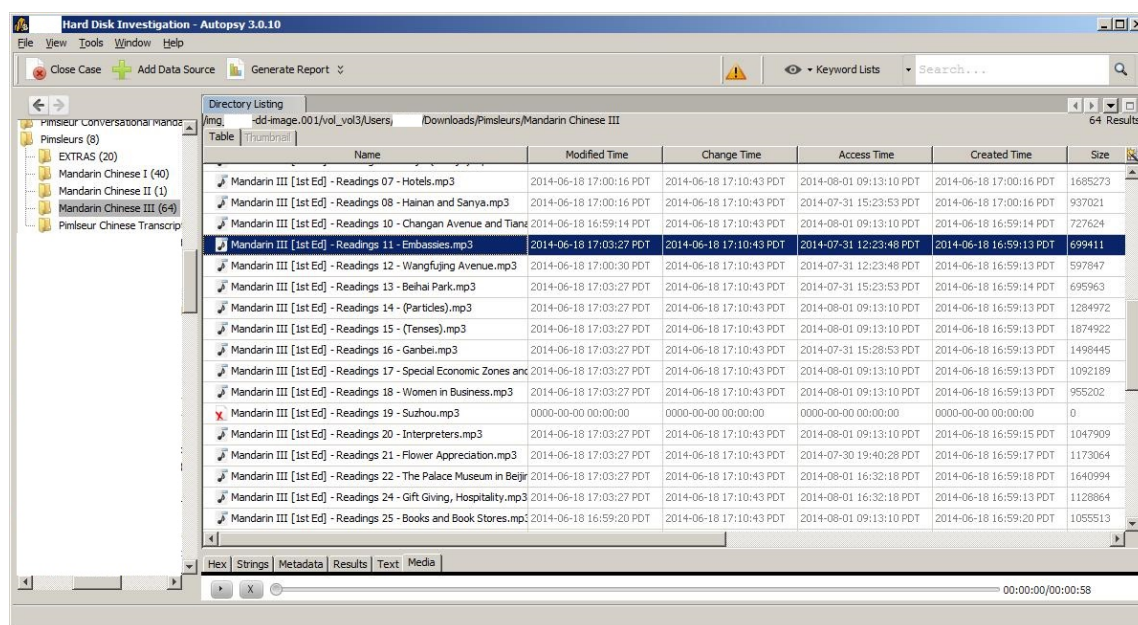 Hard Disk Investigation - Autopsy 3.0.10
File View Tools Window Help
Close Case Add Data Source Generate Report Keyword Lists Search...
Directory Listing
/img_ -dd-image.001/vol_vol3/Users/ /Downloads/Pimsleurs/Mandarin Chinese III 64 Results
Table Thumbnail
Pimsleur Conversational Manda
Pimsleurs (8)
EXTRAS (20)
Mandarin Chinese I (40)
Mandarin Chinese II (1)
Mandarin Chinese III (64)
Pimlseur Chinese Transcrip
Name Modified Time Change Time Access Time Created Time Size
Mandarin III [1st Ed] - Readings 07 - Hotels.mp3 2014-06-18 17:00:16 PDT 2014-06-18 17:10:43 PDT 2014-08-01 09:13:10 PDT 2014-06-18 17:00:16 PDT 1685273
Mandarin III [1st Ed] - Readings 08 - Hainan and Sanya.mp3 2014-06-18 17:00:16 PDT 2014-06-18 17:10:43 PDT 2014-07-31 15:23:53 PDT 2014-06-18 17:00:16 PDT 937021
Mandarin III [1st Ed] - Readings 10 - Changan Avenue and Tiana 2014-06-18 16:59:14 PDT 2014-06-18 17:10:43 PDT 2014-08-01 09:13:10 PDT 2014-06-18 16:59:14 PDT 727624
Mandarin III [1st Ed] - Readings 11 - Embassies.mp3 2014-06-18 17:03:27 PDT 2014-06-18 17:10:43 PDT 2014-07-31 12:23:48 PDT 2014-06-18 16:59:13 PDT 699411
Mandarin III [1st Ed] - Readings 12 - Wangfujing Avenue.mp3 2014-06-18 17:00:30 PDT 2014-06-18 17:10:43 PDT 2014-07-31 12:23:48 PDT 2014-06-18 16:59:13 PDT 597847
Mandarin III [1st Ed] - Readings 13 - Beihai Park.mp3 2014-06-18 17:03:27 PDT 2014-06-18 17:10:43 PDT 2014-07-31 15:23:53 PDT 2014-06-18 16:59:14 PDT 695963
Mandarin III [1st Ed] - Readings 14 - (Particles).mp3 2014-06-18 17:03:27 PDT 2014-06-18 17:10:43 PDT 2014-08-01 09:13:10 PDT 2014-06-18 16:59:13 PDT 1284972
Mandarin III [1st Ed] - Readings 15 - (Tenses).mp3 2014-06-18 17:03:27 PDT 2014-06-18 17:10:43 PDT 2014-08-01 09:13:10 PDT 2014-06-18 16:59:13 PDT 1874922
Mandarin III [1st Ed] - Readings 16 - Ganbei.mp3 2014-06-18 17:03:27 PDT 2014-06-18 17:10:43 PDT 2014-07-31 15:28:53 PDT 2014-06-18 16:59:13 PDT 1498445
Mandarin III [1st Ed] - Readings 17 - Special Economic Zones and 2014-06-18 17:03:27 PDT 2014-06-18 17:10:43 PDT 2014-08-01 09:13:10 PDT 2014-06-18 16:59:13 PDT 1092189
Mandarin III [1st Ed] - Readings 18 - Women in Business.mp3 2014-06-18 17:03:27 PDT 2014-06-18 17:10:43 PDT 2014-08-01 09:13:10 PDT 2014-06-18 16:59:13 PDT 955202
Mandarin III [1st Ed] - Readings 19 - Suzhou.mp3 0000-00-00 00:00:00 0000-00-00 00:00:00 0000-00-00 00:00:00 0000-00-00 00:00:00 0
Mandarin III [1st Ed] - Readings 20 - Interpreters.mp3 2014-06-18 17:03:27 PDT 2014-06-18 17:10:43 PDT 2014-08-01 09:13:10 PDT 2014-06-18 16:59:15 PDT 1047909
Mandarin III [1st Ed] - Readings 21 - Flower Appreciation.mp3 2014-06-18 17:03:27 PDT 2014-06-18 17:10:43 PDT 2014-07-30 19:40:28 PDT 2014-06-18 16:59:17 PDT 1173064
Mandarin III [1st Ed] - Readings 22 - The Palace Museum in Beijin 2014-06-18 17:03:27 PDT 2014-06-18 17:10:43 PDT 2014-08-01 16:32:18 PDT 2014-06-18 16:59:18 PDT 1640994
Mandarin III [1st Ed] - Readings 24 - Gift Giving, Hospitality.mp3 2014-06-18 17:03:27 PDT 2014-06-18 17:10:43 PDT 2014-08-01 16:32:18 PDT 2014-06-18 16:59:13 PDT 1128864
Mandarin III [1st Ed] - Readings 25 - Books and Book Stores.mp3 2014-06-18 16:59:20 PDT 2014-06-18 17:10:43 PDT 2014-08-01 09:13:10 PDT 2014-06-18 16:59:20 PDT 1055513
Hex Strings Metadata Results Text Media
X 00:00:00/00:00:58